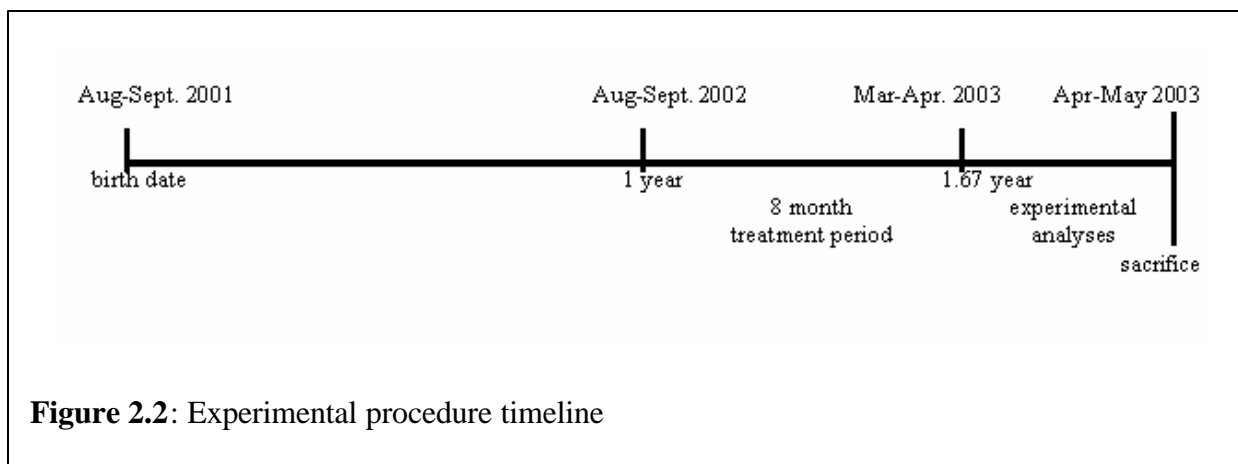 Aug-Sept. 2001 Aug-Sept. 2002 Mar-Apr. 2003 Apr-May 2003
birth date 1 year 1.67 year
8 month experimental
treatment period analyses
sacrifice
Figure 2.2: Experimental procedure timeline